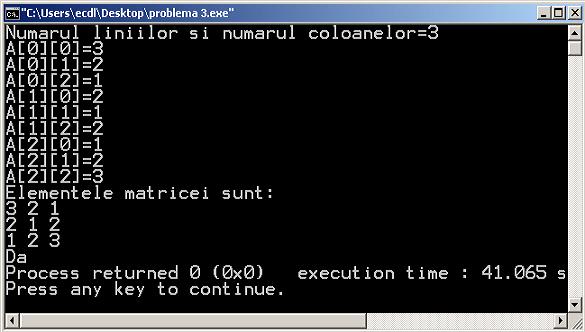 "C:\Users\ecdl\Desktop\problema 3.exe"
Numarul liniilor si numarul coloanelor=3
A[0][0]=3
A[0][1]=2
A[0][2]=1
A[1][0]=2
A[1][1]=1
A[1][2]=2
A[2][0]=1
A[2][1]=2
A[2][2]=3
Elementele matricei sunt:
3 2 1
2 1 2
1 2 3
Da
Process returned 0 (0x0)   execution time : 41.065 s
Press any key to continue.